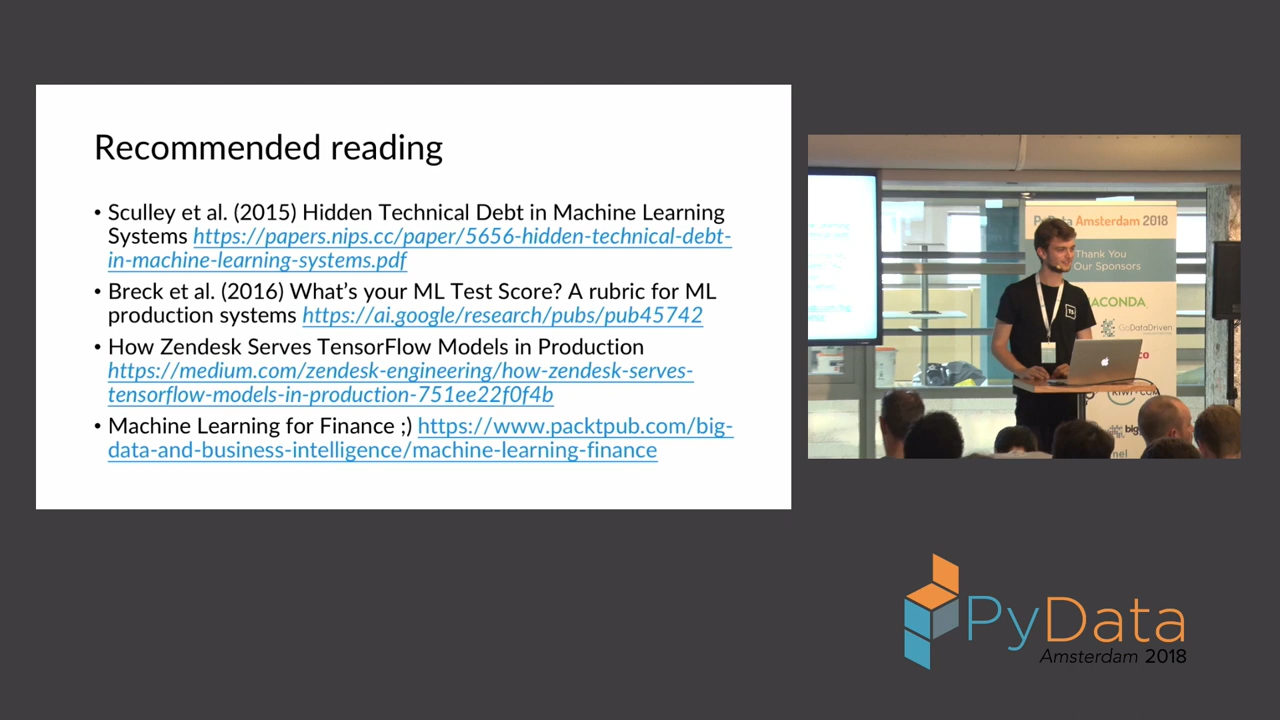 Recommended reading
• Sculley et al. (2015) Hidden Technical Debt in Machine Learning
Systems https://papers.nips.cc/paper/5656-hidden-technical-debt-
in-machine-learning-systems.pdf
• Breck et al. (2016) What's your ML Test Score? A rubric for ML
production systems https://ai.google/research/pubs/pub45742
• How Zendesk Serves TensorFlow Models in Production
https://medium.com/zendesk-engineering/how-zendesk-serves-
tensorflow-models-in-production-751ee22f0f4b
• Machine Learning for Finance ;) https://www.packtpub.com/big-
data-and-business-intelligence/machine-learning-finance
PyData Amsterdam 2018
Thank You
Our Sponsors
ACONDA
GoDataDriven
KIWI.COM
big
PyData
Amsterdam 2018